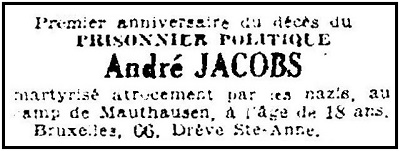 Premier anniversaire du décès du
PRISONNIER POLITIQUE
André JACOBS
martyrisé atrocement par les nazis, au
camp de Mauthausen, à l'âge de 18 ans.
Bruxelles, 66, Drève Ste-Anne.